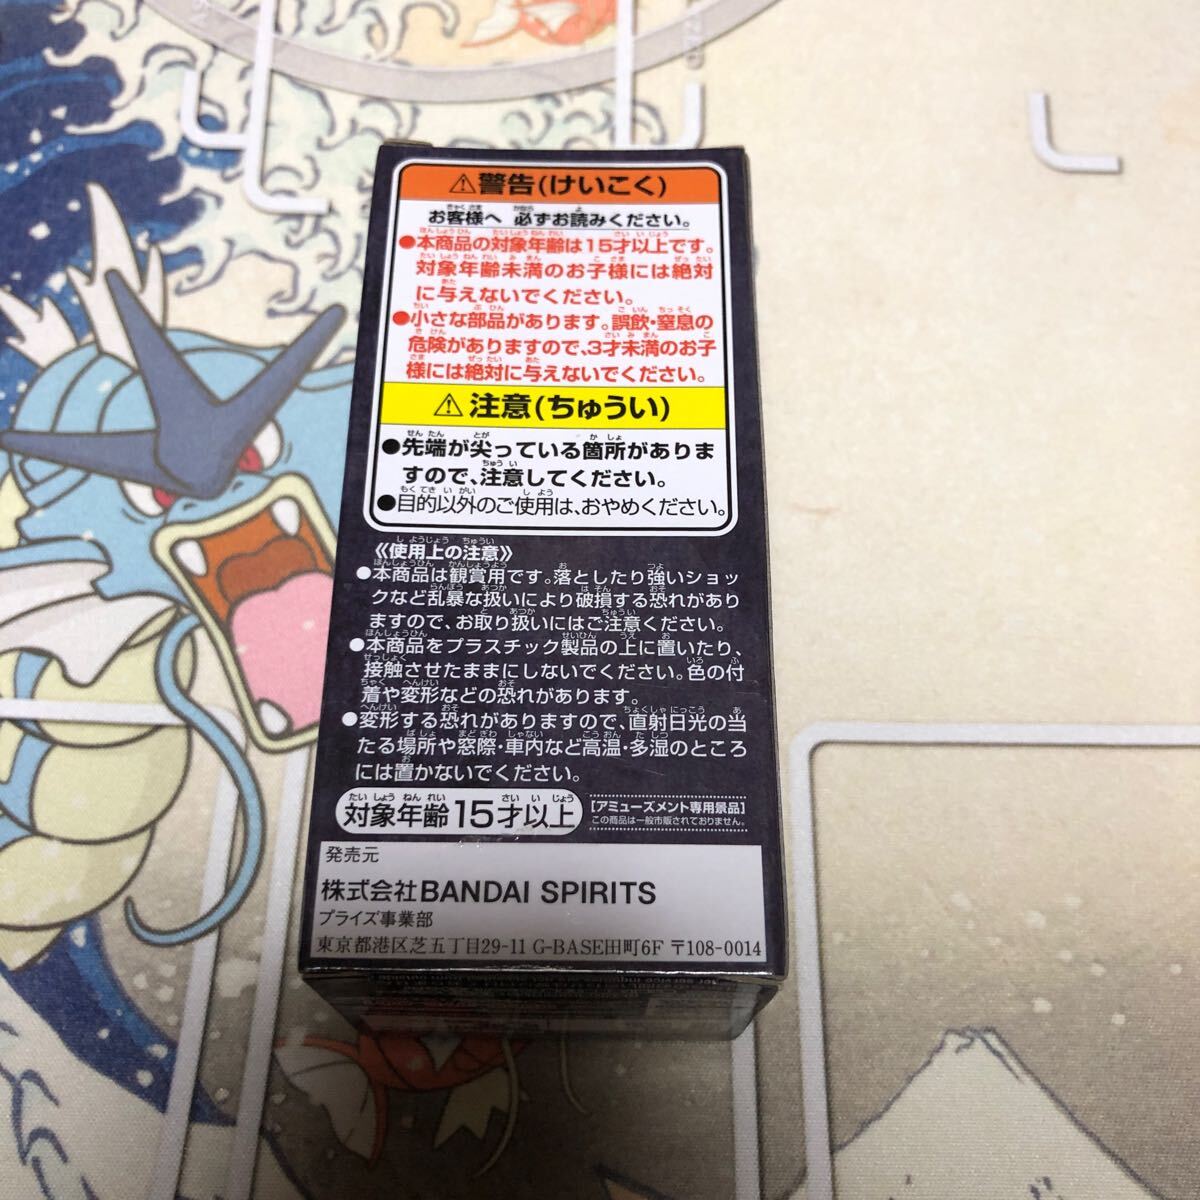 ⚠警告(けいこく)
お客様へ 必ずお読みください。
●本商品の対象年齢は15才以上です。
対象年齢未満のお子様には絶対
に与えないでください。
●小さな部品があります。誤飲・窒息の
危険がありますので、3才未満のお子
様には絶対に与えないでください。
⚠注意(ちゅうい)
●先端が尖っている箇所がありま
すので、注意してください。
●目的以外のご使用は、おやめください。
《使用上の注意》
●本商品は観賞用です。落としたり強いショッ
クなど乱暴な扱いにより破損する恐れがあり
ますので、お取り扱いにはご注意ください。
●本商品をプラスチック製品の上に置いたり、
接触させたままにしないでください。色の付
着や変形などの恐れがあります。
●変形する恐れがありますので、直射日光の当
たる場所や窓際・車内など高温・多湿のところ
には置かないでください。
対象年齢15才以上
[アミューズメント専用景品]
この商品は一般市販されておりません。
発売元
株式会社BANDAI SPIRITS
プライズ事業部
東京都港区芝五丁目29-11 G-BASE田町6F 〒108-0014